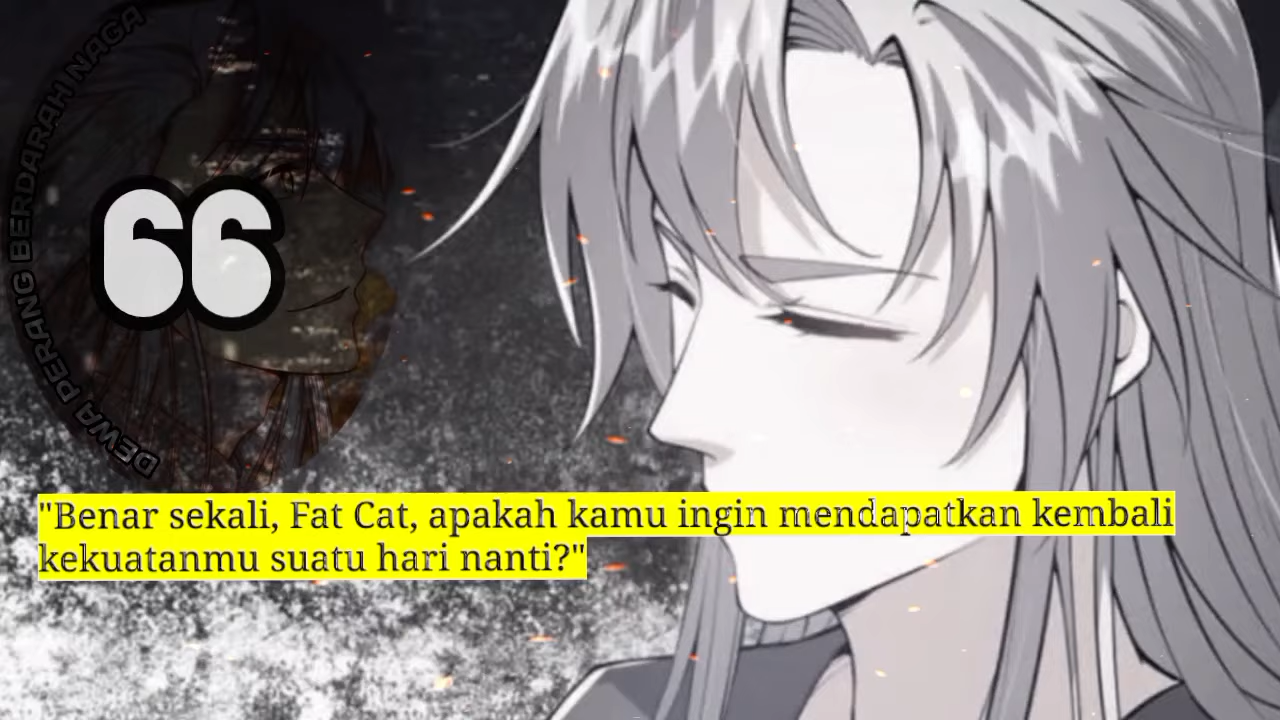 DEWA PERANG BERDARAH NAGA
66
"Benar sekali, Fat Cat, apakah kamu ingin mendapatkan kembali
kekuatanmu suatu hari nanti?"